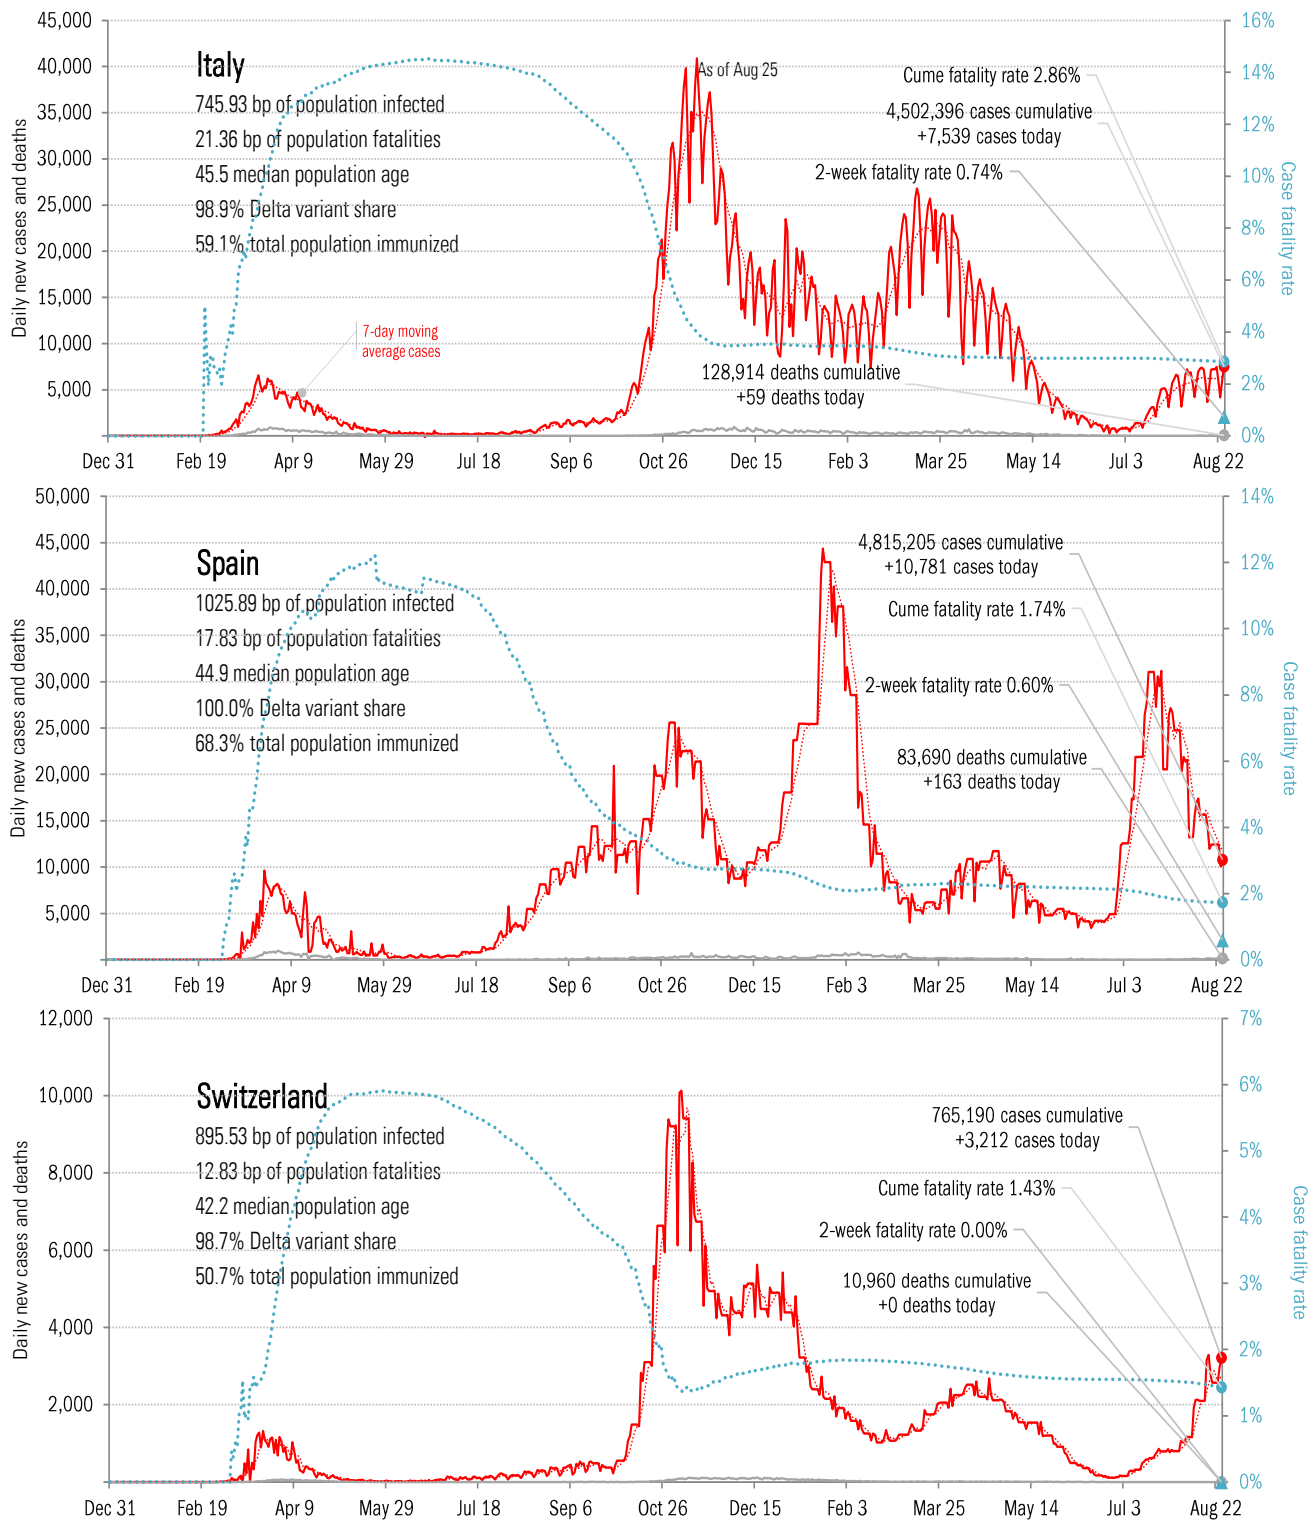 45,000
40,000
35,000
30,000
25,000
20,000
15,000
10,000
5,000
Daily new cases and deaths
Italy
745.93 bp of population infected
21.36 bp of population fatalities
45.5 median population age
98.9% Delta variant share
59.1% total population immunized
7-day moving
average cases
As of Aug 25
Cume fatality rate 2.86%
4,502,396 cases cumulative
+7,539 cases today
2-week fatality rate 0.74%
128,914 deaths cumulative
+59 deaths today
16%
14%
12%
10%
8%
6%
4%
2%
0%
Case fatality rate
Dec 31 Feb 19 Apr 9 May 29 Jul 18 Sep 6 Oct 26 Dec 15 Feb 3 Mar 25 May 14 Jul 3 Aug 22
50,000
45,000
40,000
35,000
30,000
25,000
20,000
15,000
10,000
5,000
Daily new cases and deaths
Spain
1025.89 bp of population infected
17.83 bp of population fatalities
44.9 median population age
100.0% Delta variant share
68.3% total population immunized
4,815,205 cases cumulative
+10,781 cases today
Cume fatality rate 1.74%
2-week fatality rate 0.60%
83,690 deaths cumulative
+163 deaths today
14%
12%
10%
8%
6%
4%
2%
0%
Case fatality rate
Dec 31 Feb 19 Apr 9 May 29 Jul 18 Sep 6 Oct 26 Dec 15 Feb 3 Mar 25 May 14 Jul 3 Aug 22
12,000
10,000
8,000
6,000
4,000
2,000
Daily new cases and deaths
Switzerland
895.53 bp of population infected
12.83 bp of population fatalities
42.2 median population age
98.7% Delta variant share
50.7% total population immunized
765,190 cases cumulative
+3,212 cases today
Cume fatality rate 1.43%
2-week fatality rate 0.00%
10,960 deaths cumulative
+0 deaths today
7%
6%
5%
4%
3%
2%
1%
0%
Case fatality rate
Dec 31 Feb 19 Apr 9 May 29 Jul 18 Sep 6 Oct 26 Dec 15 Feb 3 Mar 25 May 14 Jul 3 Aug 22